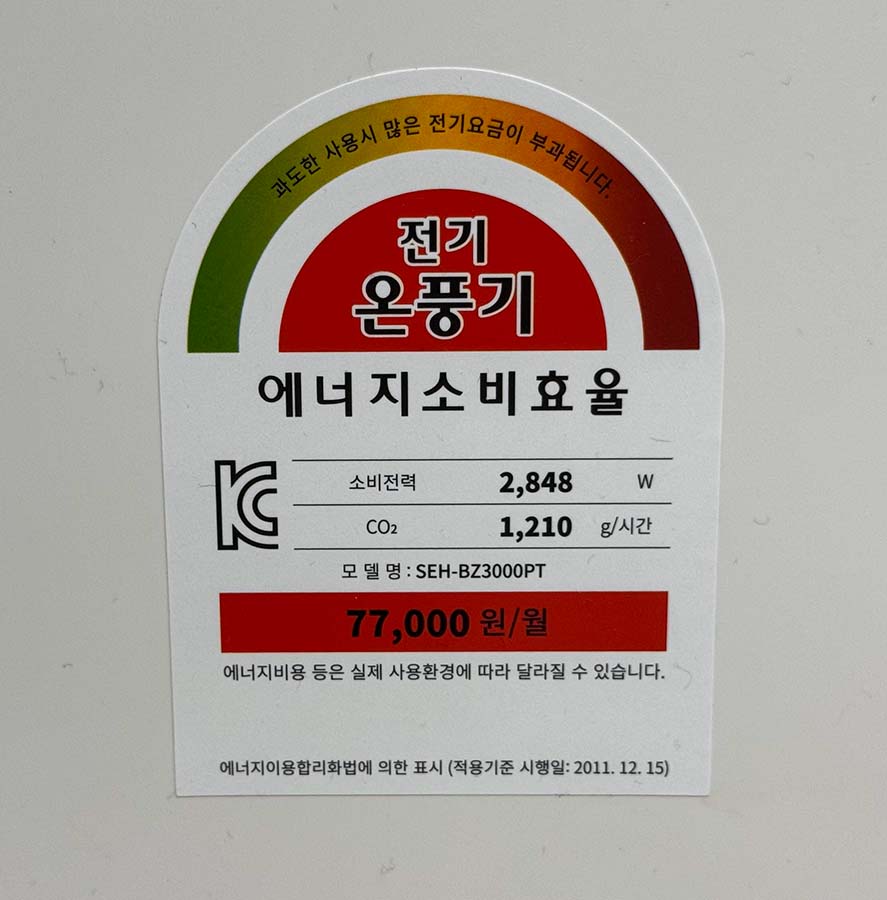 과도한 사용시 많은 전기요금이 부과됩니다.
전기
온풍기
에너지소비효율
KC
소비전력 2,848 W
CO₂ 1,210 g/시간
모델명 : SEH-BZ3000PT
77,000 원/월
에너지비용 등은 실제 사용환경에 따라 달라질 수 있습니다.
에너지이용합리화법에 의한 표시 (적용기준 시행일: 2011. 12. 15)